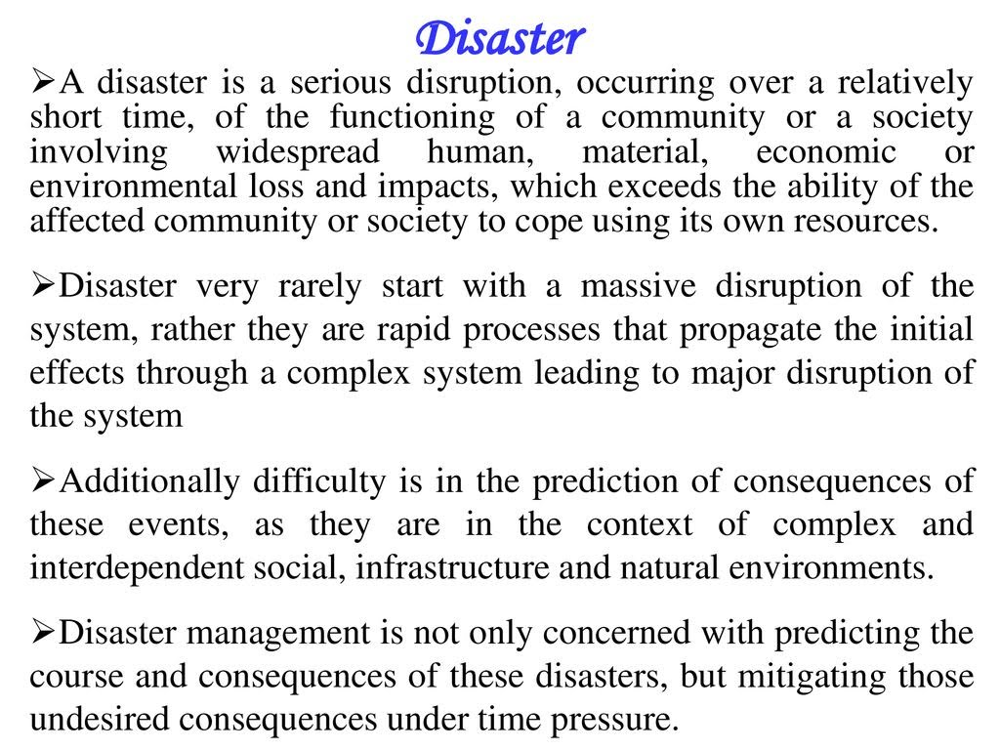 Disaster
➢A disaster is a serious disruption, occurring over a relatively
short time, of the functioning of a community or a society
involving widespread human, material, economic or
environmental loss and impacts, which exceeds the ability of the
affected community or society to cope using its own resources.
➢Disaster very rarely start with a massive disruption of the
system, rather they are rapid processes that propagate the initial
effects through a complex system leading to major disruption of
the system
➢Additionally difficulty is in the prediction of consequences of
these events, as they are in the context of complex and
interdependent social, infrastructure and natural environments.
➢Disaster management is not only concerned with predicting the
course and consequences of these disasters, but mitigating those
undesired consequences under time pressure.